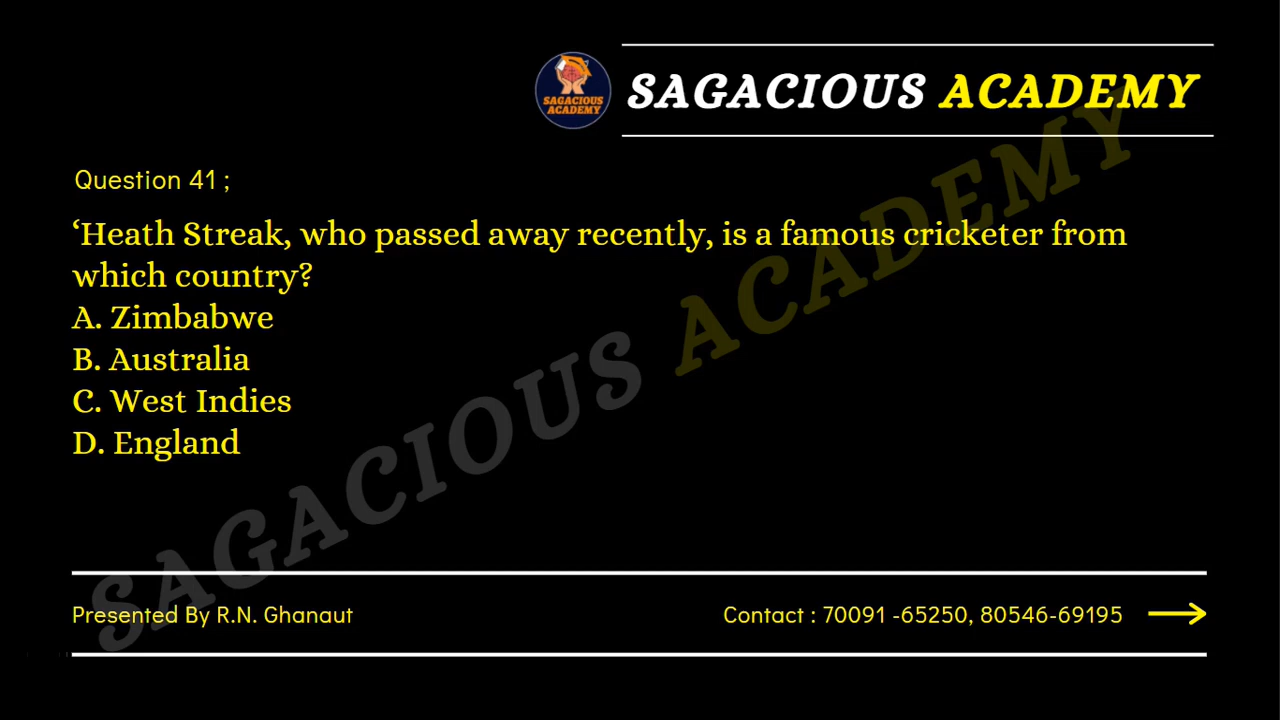 SAGACIOUS ACADEMY
SAGACIOUS
ACADEMY
Question 41 ;
‘Heath Streak, who passed away recently, is a famous cricketer from
which country?
A. Zimbabwe
B. Australia
C. West Indies
D. England
SAGACIOUS ACADEMY
Presented By R.N. Ghanaut
Contact : 70091 -65250, 80546-69195